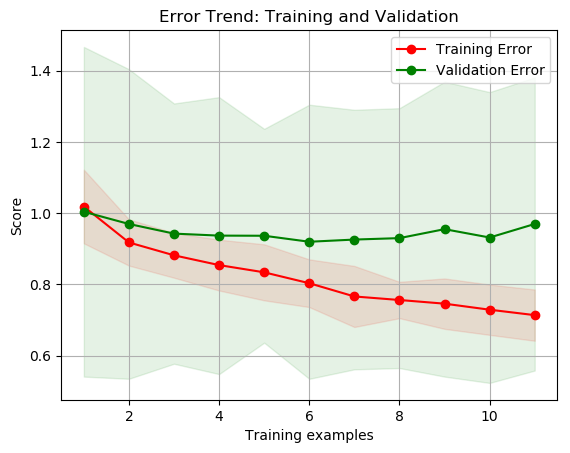 Error Trend: Training and Validation
Training Error
Validation Error
1.4
1.2
1.0
0.8
0.6
Score
2 4 6 8 10
Training examples